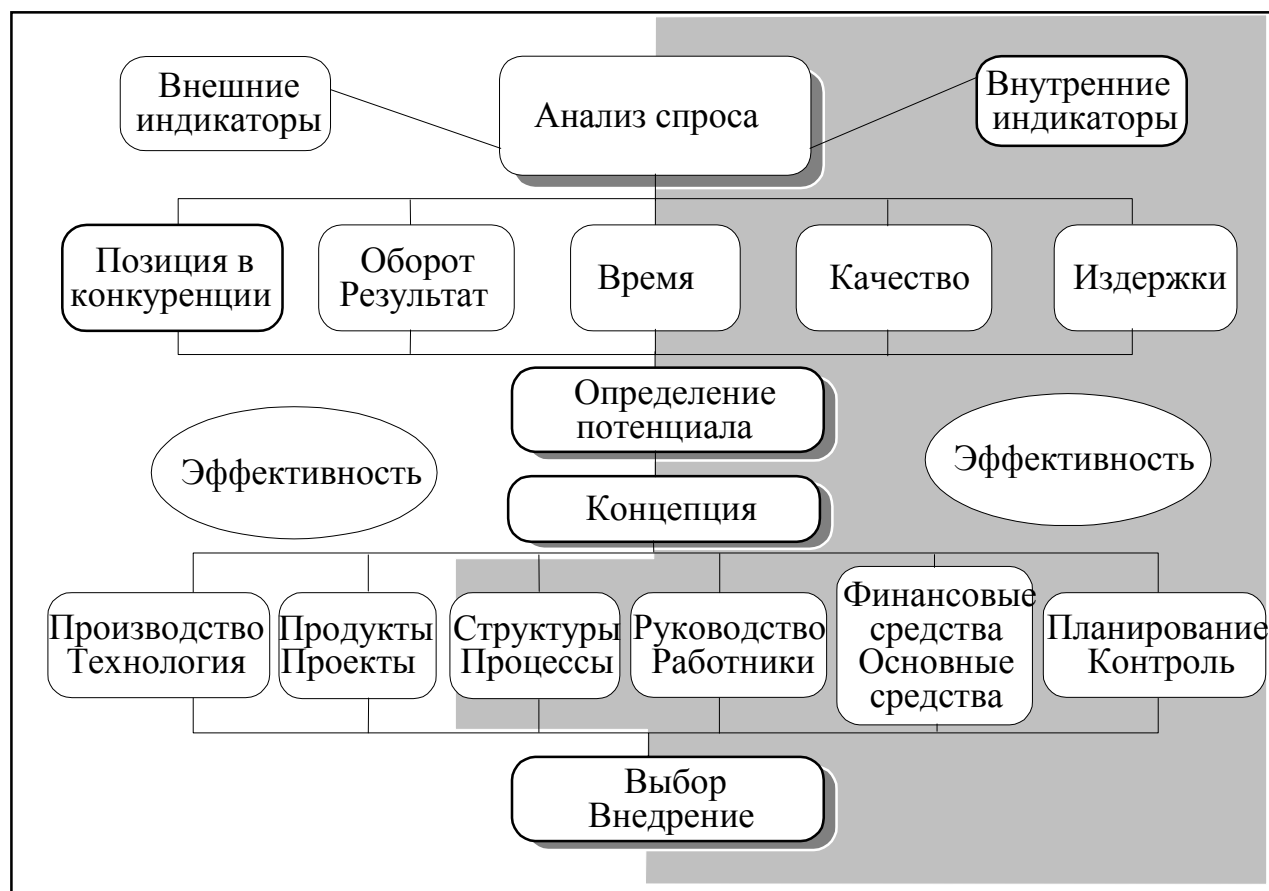 Внешние
индикаторы
Анализ спроса
Внутренние
индикаторы
Позиция в
конкуренции
Оборот
Результат
Время
Качество
Издержки
Определение
потенциала
Эффективность
Эффективность
Концепция
Производство
Технология
Продукты
Проекты
Структуры
Процессы
Руководство
Работники
Финансовые
средства
Основные
средства
Планирование
Контроль
Выбор
Внедрение